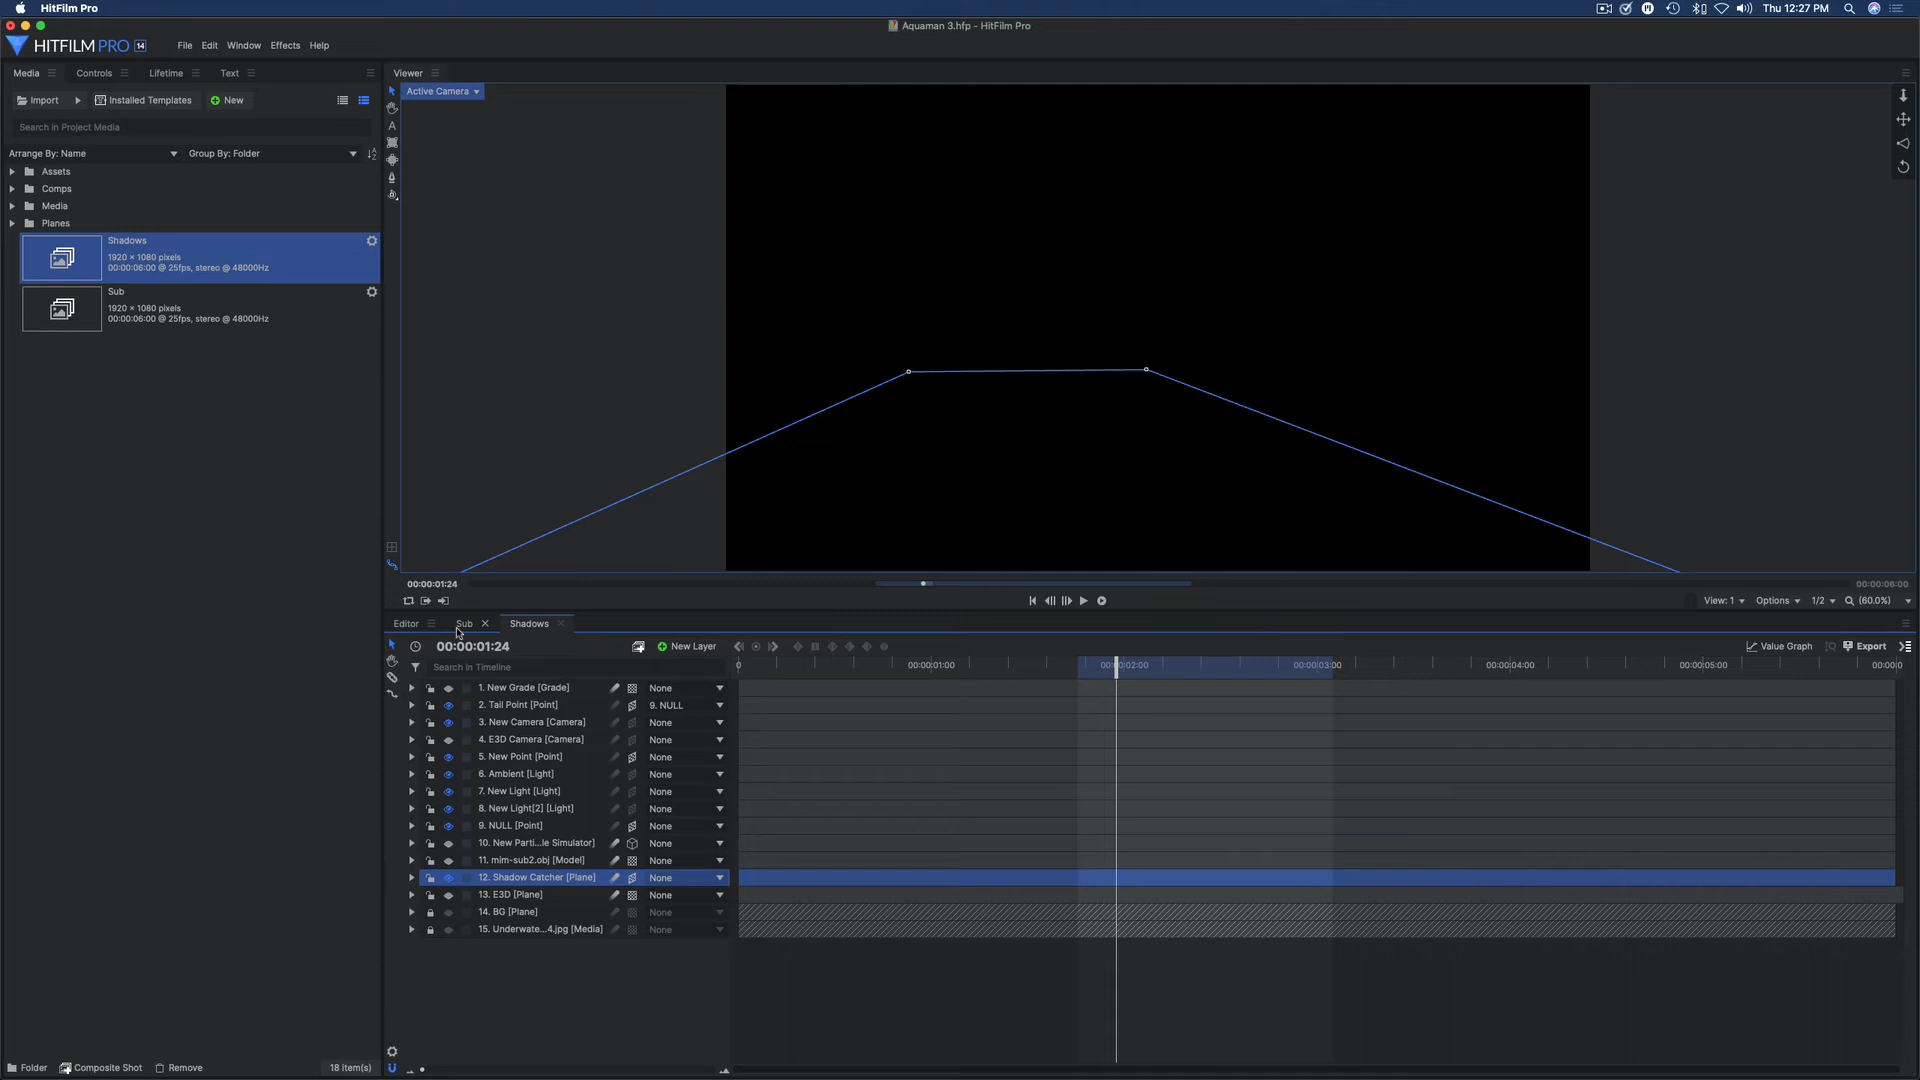 HitFilm Pro
Thu 12:27 PM
Aquaman 3.hfp - HitFilm Pro
HITFILM PRO 14
File Edit Window Effects Help
Media Controls Lifetime Text
Viewer
Import Installed Templates New
Active Camera
Search in Project Media
Arrange By: Name Group By: Folder
Assets
Comps
Media
Planes
Shadows
1920 × 1080 pixels
00:00:06:00 @ 25fps, stereo @ 48000Hz
Sub
1920 × 1080 pixels
00:00:06:00 @ 25fps, stereo @ 48000Hz
00:00:01:24
00:00:06:00
View: 1 Options 1/2 (60.0%)
Editor Sub Shadows
00:00:01:24 New Layer Value Graph Export
Search in Timeline
0 00:00:01:00 00:00:02:00 00:00:03:00 00:00:04:00 00:00:05:00 00:00:0
1. New Grade [Grade] None
2. Tail Point [Point] 9. NULL
3. New Camera [Camera] None
4. E3D Camera [Camera] None
5. New Point [Point] None
6. Ambient [Light] None
7. New Light [Light] None
8. New Light[2] [Light] None
9. NULL [Point] None
10. New Parti...le Simulator] None
11. mim-sub2.obj [Model] None
12. Shadow Catcher [Plane] None
13. E3D [Plane] None
14. BG [Plane] None
15. Underwate...4.jpg [Media] None
Folder Composite Shot Remove 18 item(s)